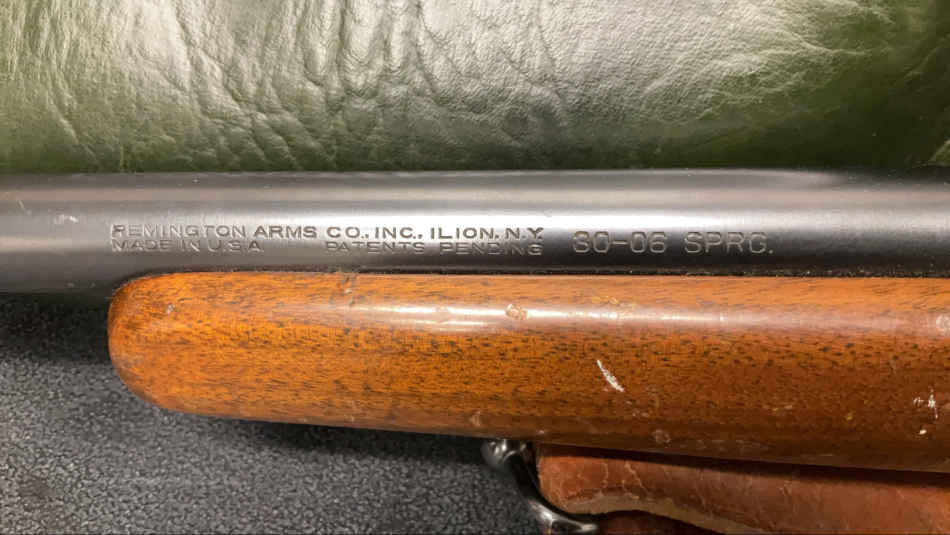 REMINGTON ARMS CO., INC., ILION, N.Y.
MADE IN U.S.A. PATENTS PENDING
30-06 SPRG.